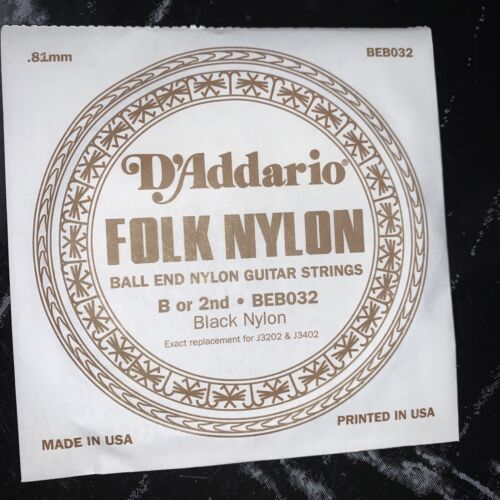 .81mm BEB032
D'Addario®
FOLK NYLON
BALL END NYLON GUITAR STRINGS
B or 2nd • BEB032
Black Nylon
Exact replacement for J3202 & J3402
MADE IN USA PRINTED IN USA